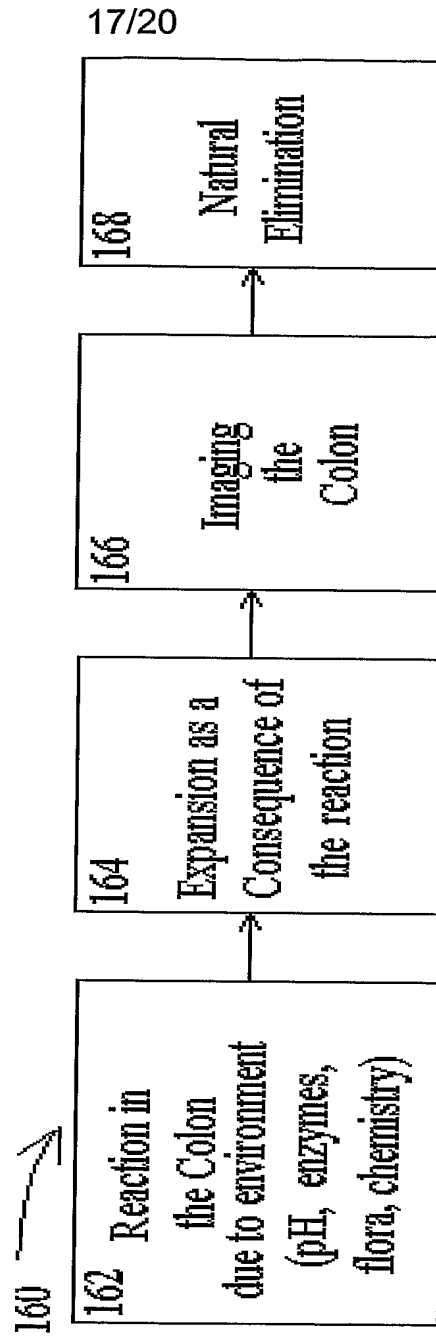 17/20
160
162 Reaction in
the Colon
due to environment
(pH, enzymes,
flora, chemistry)
164
Expansion as a
Consequence of
the reaction
166
Imaging
the
Colon
168
Natural
Elimination